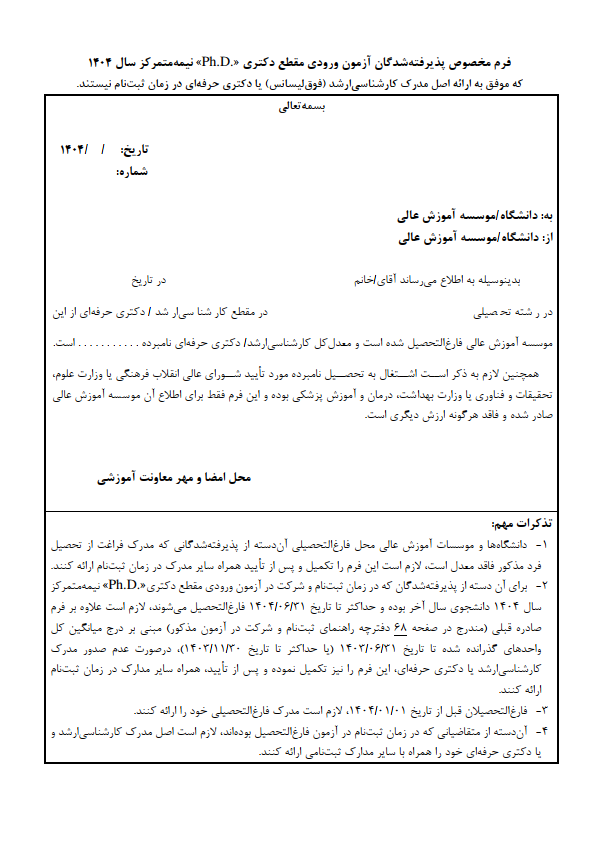 فرم مخصوص پذیرفته‌شدگان آزمون ورودی مقطع دکتری «Ph.D.» نیمه‌متمرکز سال ۱۴۰۴
که موفق به ارائه اصل مدرک کارشناسی‌ارشد (فوق‌لیسانس) یا دکتری حرفه‌ای در زمان ثبت‌نام نیستند.
بسمه‌تعالی
تاریخ: / /۱۴۰۴
شماره:
به: دانشگاه/موسسه آموزش عالی
از: دانشگاه/موسسه آموزش عالی
بدینوسیله به اطلاع می‌رساند آقای/خانم در تاریخ
در رشته تحصیلی در مقطع کارشناسی‌ارشد / دکتری حرفه‌ای از این
موسسه آموزش عالی فارغ‌التحصیل شده است و معدل‌کل کارشناسی‌ارشد/ دکتری حرفه‌ای نامبرده . . . . . . . . . . . است.
همچنین لازم به ذکر است اشتغال به تحصیل نامبرده مورد تأیید شورای عالی انقلاب فرهنگی یا وزارت علوم،
تحقیقات و فناوری یا وزارت بهداشت، درمان و آموزش پزشکی بوده و این فرم فقط برای اطلاع آن موسسه آموزش عالی
صادر شده و فاقد هرگونه ارزش دیگری است.
محل امضا و مهر معاونت آموزشی
تذکرات مهم:
۱- دانشگاه‌ها و موسسات آموزش عالی محل فارغ‌التحصیلی آن‌دسته از پذیرفته‌شدگانی که مدرک فراغت از تحصیل
فرد مذکور فاقد معدل است، لازم است این فرم را تکمیل و پس از تأیید همراه سایر مدرک در زمان ثبت‌نام ارائه کنند.
۲- برای آن دسته از پذیرفته‌شدگان که در زمان ثبت‌نام و شرکت در آزمون ورودی مقطع دکتری «Ph.D.» نیمه‌متمرکز
سال ۱۴۰۴ دانشجوی سال آخر بوده و حداکثر تا تاریخ ۱۴۰۴/۰۶/۳۱ فارغ‌التحصیل می‌شوند، لازم است علاوه بر فرم
صادره قبلی (مندرج در صفحه ۶۸ دفترچه راهنمای ثبت‌نام و شرکت در آزمون مذکور) مبنی بر درج میانگین کل
واحدهای گذرانده شده تا تاریخ ۱۴۰۳/۰۶/۳۱ (یا حداکثر تا تاریخ ۱۴۰۳/۱۱/۳۰)، درصورت عدم صدور مدرک
کارشناسی‌ارشد یا دکتری حرفه‌ای، این فرم را نیز تکمیل نموده و پس از تأیید، همراه سایر مدارک در زمان ثبت‌نام
ارائه کنند.
۳- فارغ‌التحصیلان قبل از تاریخ ۱۴۰۴/۰۱/۰۱، لازم است مدرک فارغ‌التحصیلی خود را ارائه کنند.
۴- آن‌دسته از متقاضیانی که در زمان ثبت‌نام در آزمون فارغ‌التحصیل بوده‌اند، لازم است اصل مدرک کارشناسی‌ارشد و
یا دکتری حرفه‌ای خود را همراه با سایر مدارک ثبت‌نامی ارائه کنند.